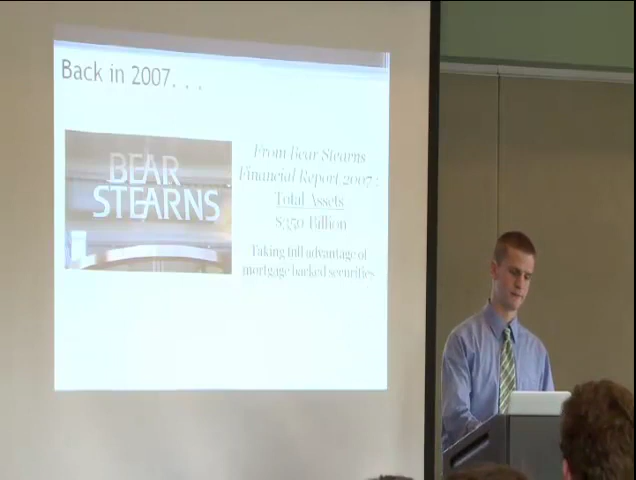 Back in 2007. . .
BEAR
STEARNS
From Bear Stearns
Financial Report 2007 :
Total Assets
$350 Billion
Taking full advantage of
mortgage backed securities